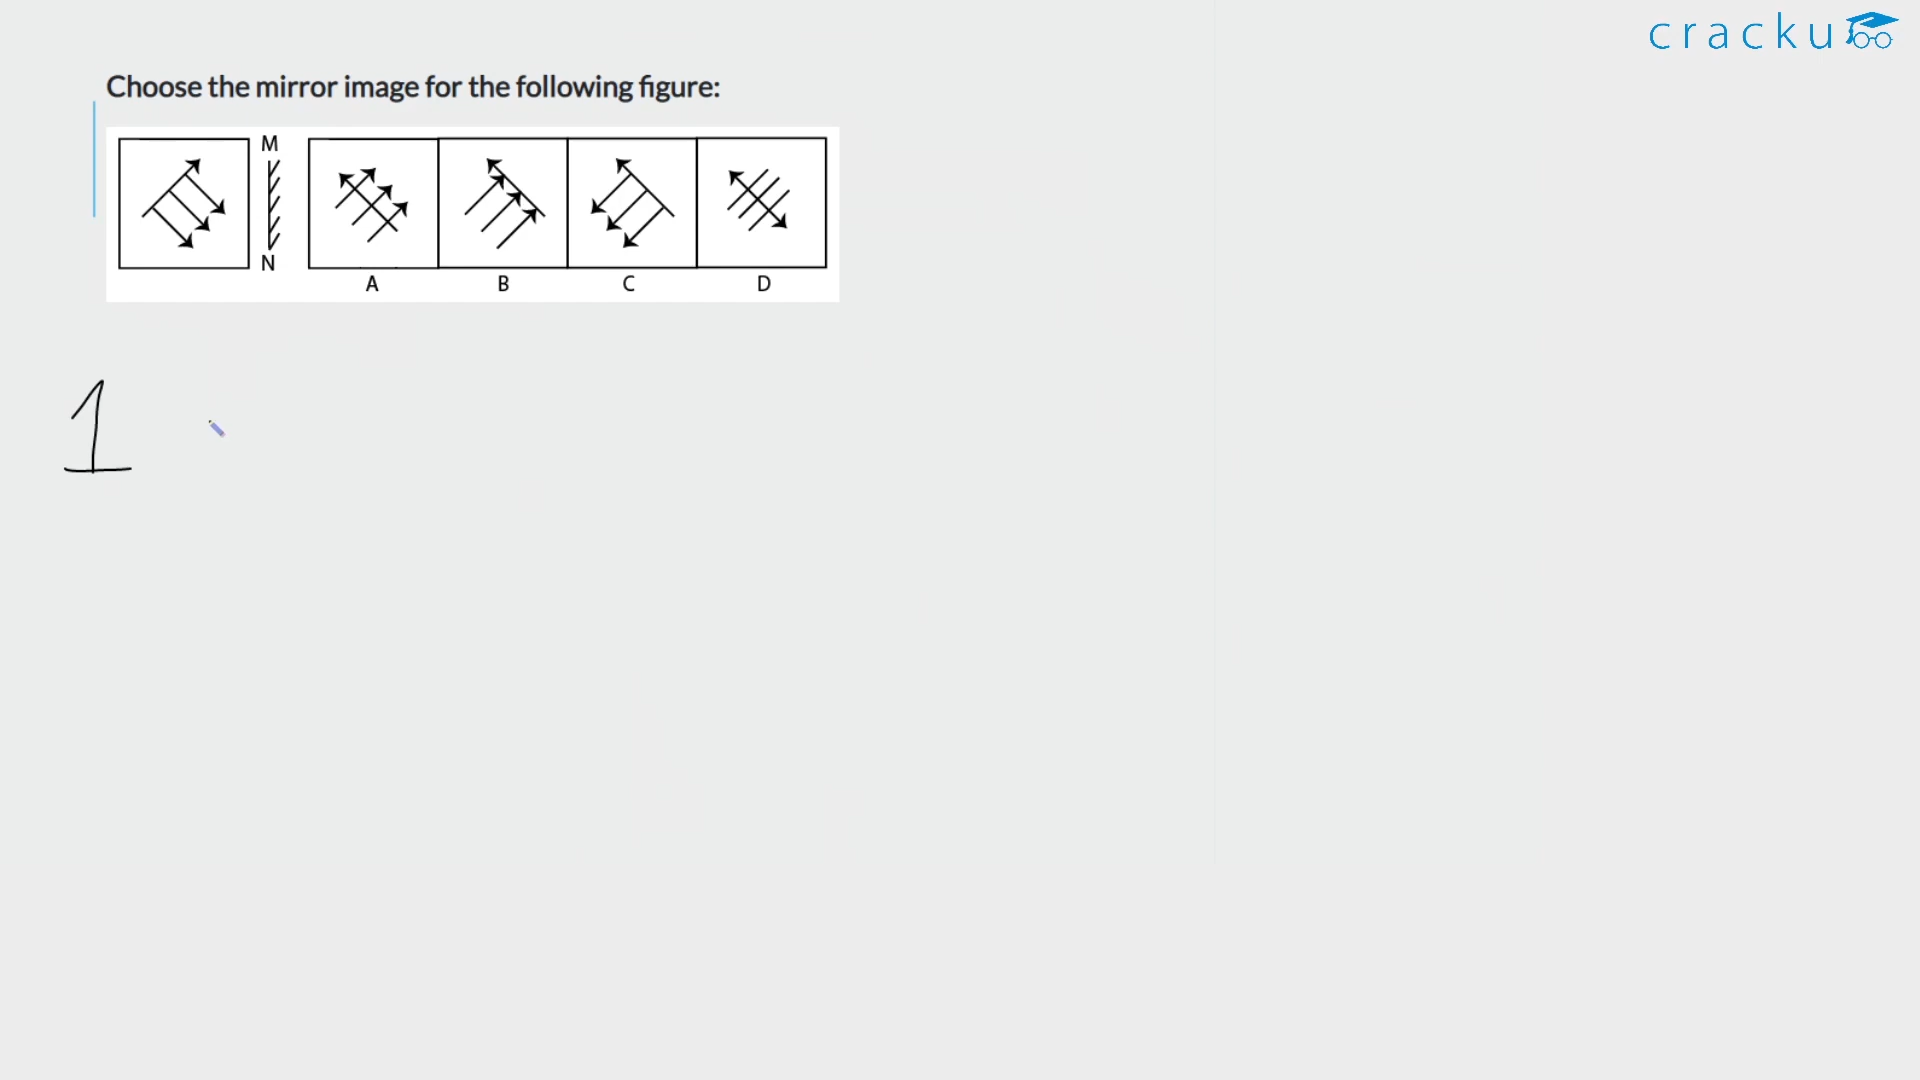 cracku
Choose the mirror image for the following figure:
M
N
A B C D
1